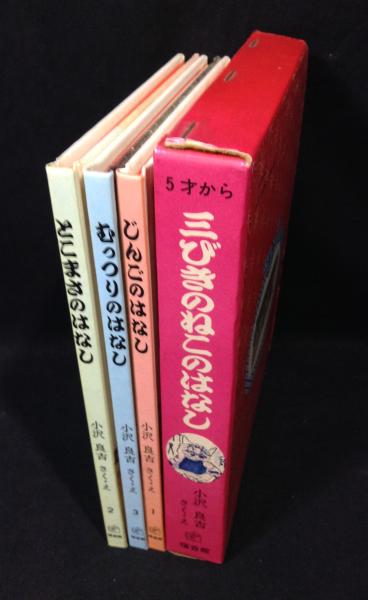 5才から
三びきのねこのはなし
小沢 良吉
さく・え
偕金社
じんごのはなし
小沢 良吉 さく・え
1
むっつりのはなし
小沢 良吉 さく・え
3
とこまさのはなし
小沢 良吉 さく・え
2